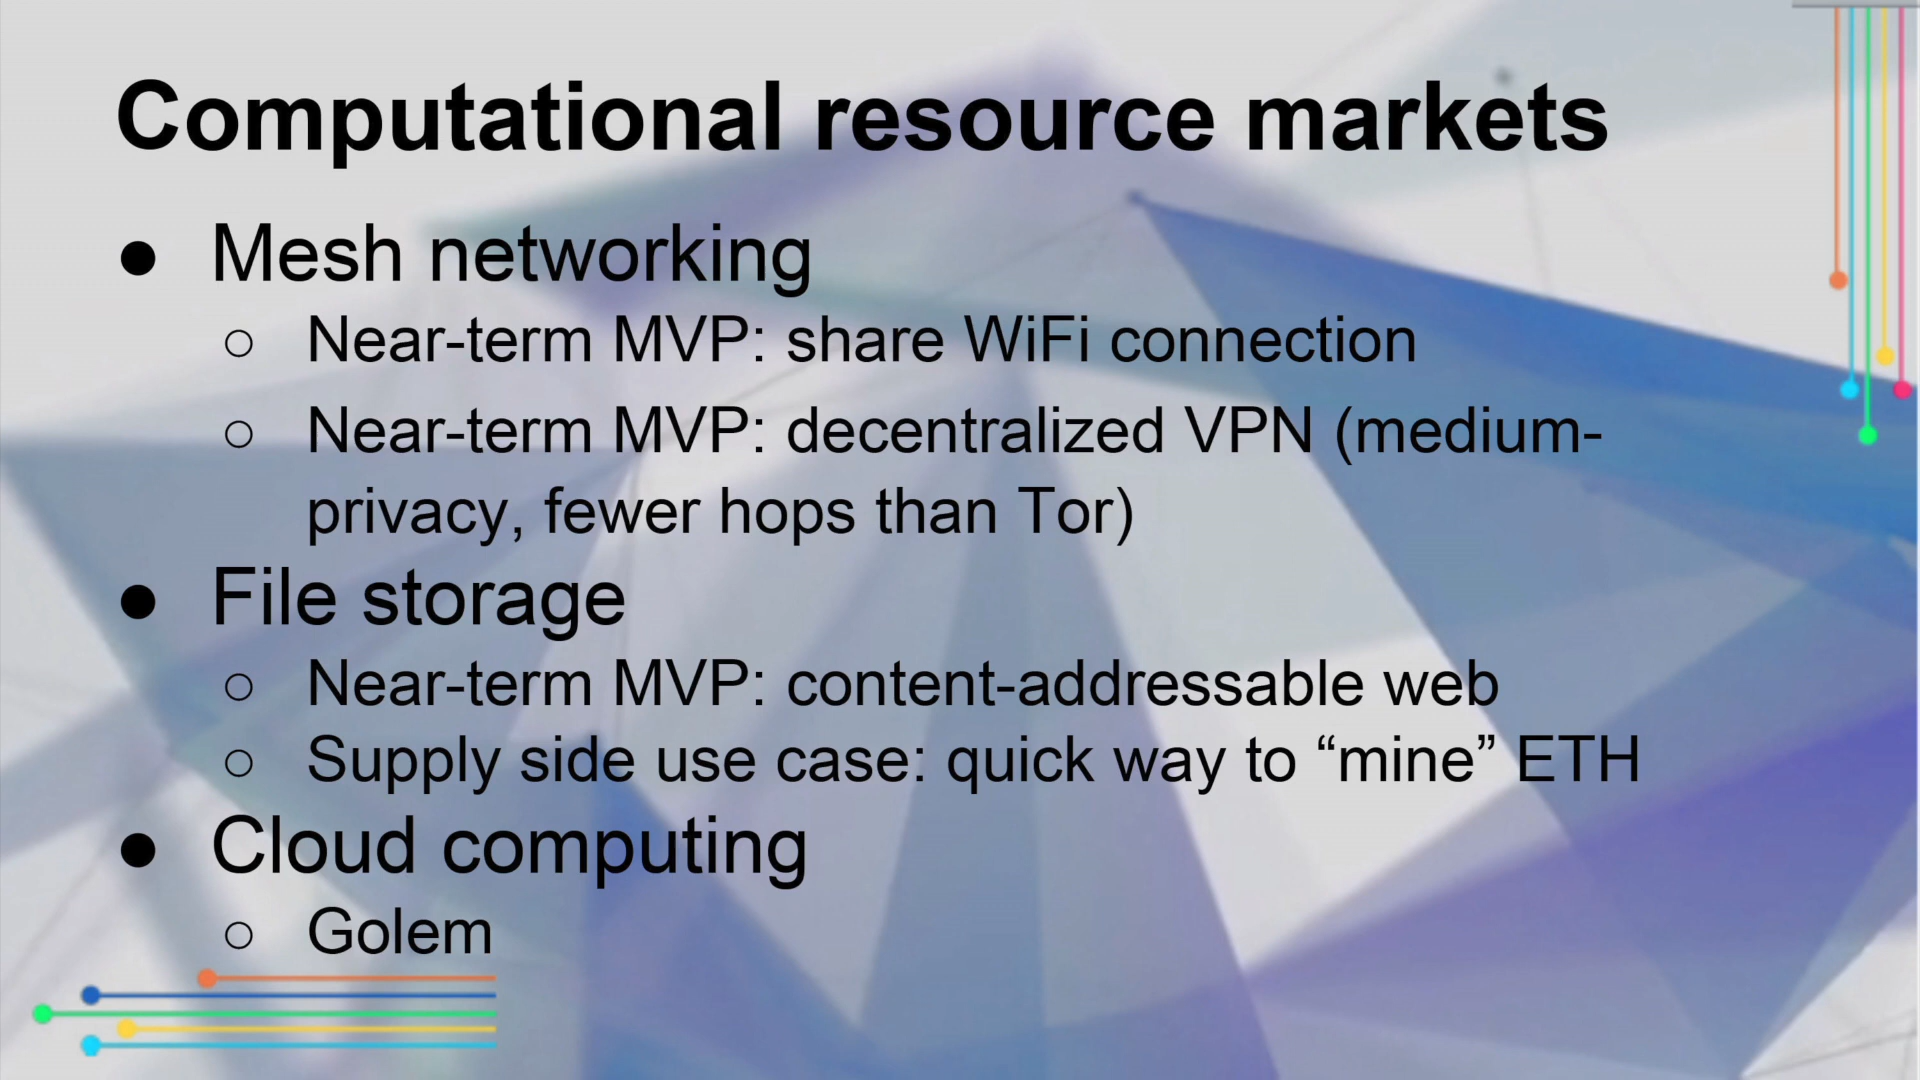 Computational resource markets
● Mesh networking
○ Near-term MVP: share WiFi connection
○ Near-term MVP: decentralized VPN (medium-
privacy, fewer hops than Tor)
● File storage
○ Near-term MVP: content-addressable web
○ Supply side use case: quick way to “mine” ETH
● Cloud computing
○ Golem